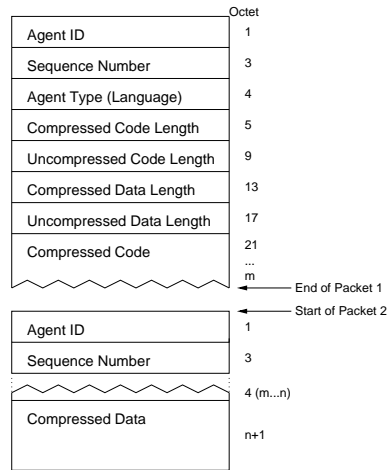 Octet
Agent ID 1
Sequence Number 3
Agent Type (Language) 4
Compressed Code Length 5
Uncompressed Code Length 9
Compressed Data Length 13
Uncompressed Data Length 17
Compressed Code 21
...
m
End of Packet 1
Start of Packet 2
Agent ID 1
Sequence Number 3
4 (m...n)
Compressed Data
n+1